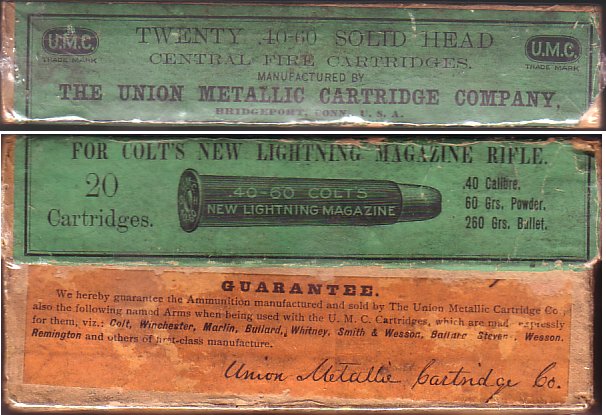 U.M.C.
TRADE MARK
TWENTY .40-60 SOLID HEAD
CENTRAL FIRE CARTRIDGES.
MANUFACTURED BY
THE UNION METALLIC CARTRIDGE COMPANY,
BRIDGEPORT, CONN. U. S. A.
U.M.C.
TRADE MARK
FOR COLT'S NEW LIGHTNING MAGAZINE RIFLE.
20
Cartridges.
.40-60 COLT'S
NEW LIGHTNING MAGAZINE
.40 Calibre.
60 Grs. Powder.
260 Grs. Bullet.
GUARANTEE.
We hereby guarantee the Ammunition manufactured and sold by The Union Metallic Cartridge Co
also the following named Arms when being used with the U. M. C. Cartridges, which are made expressly
for them, viz.: Colt, Winchester, Marlin, Bullard, Whitney, Smith & Wesson, Ballard Stevens, Wesson,
Remington and others of first-class manufacture.
Union Metallic Cartridge Co.